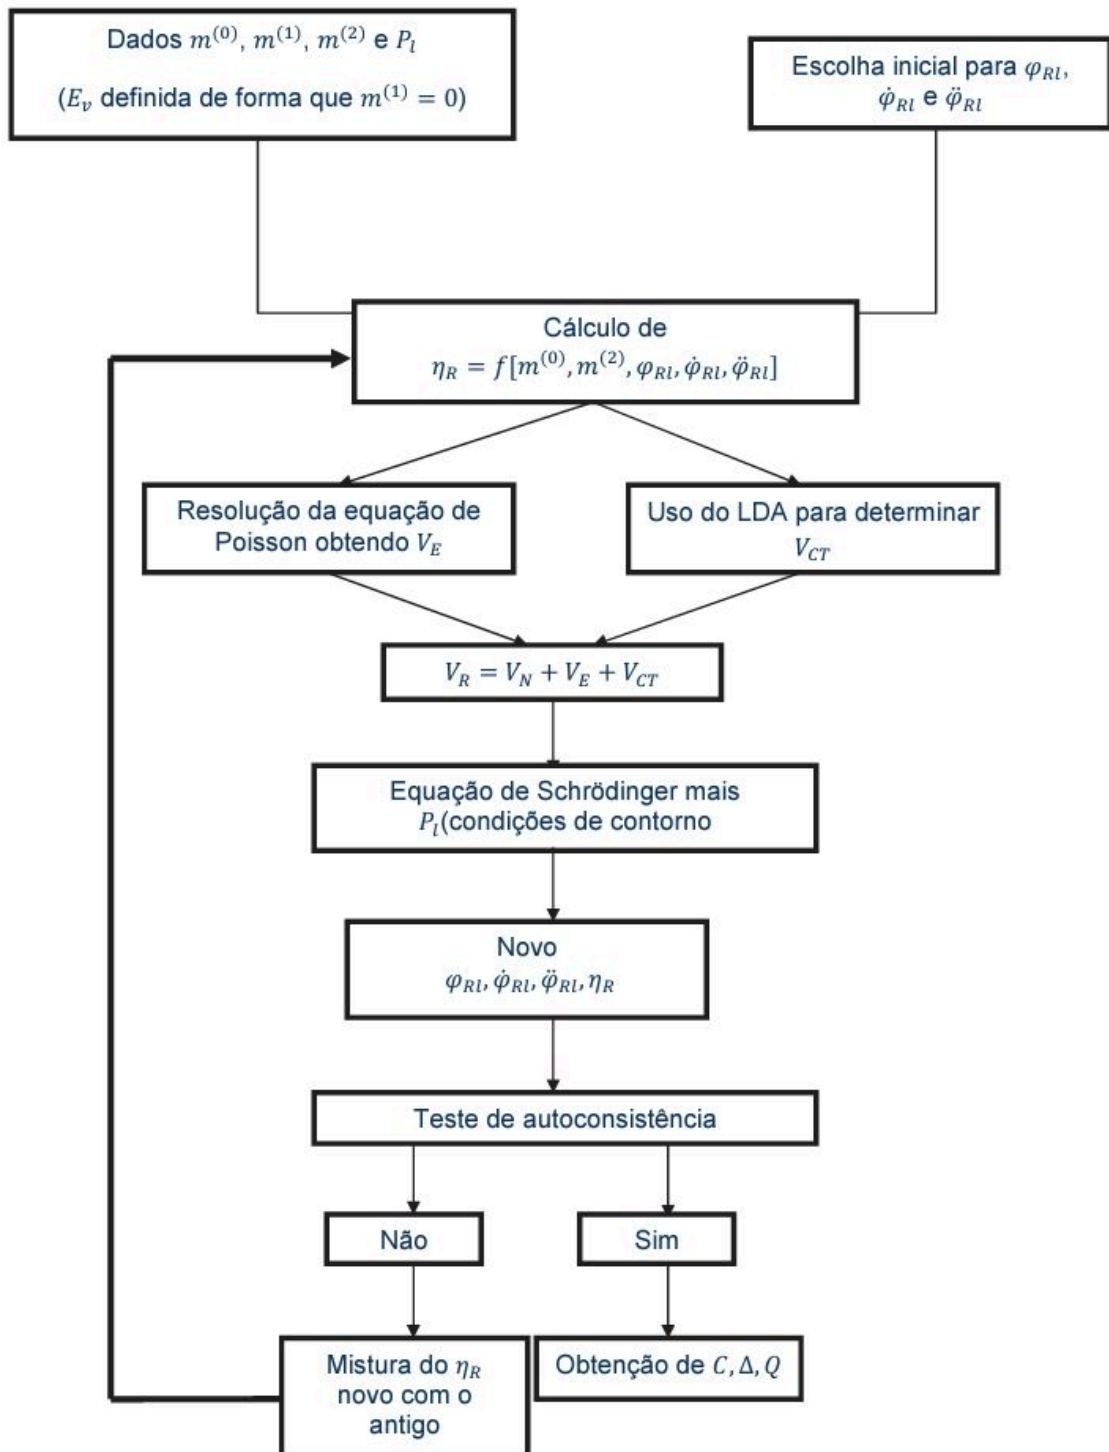 Dados m⁽⁰⁾, m⁽¹⁾, m⁽²⁾ e P_l
(E_v definida de forma que m⁽¹⁾ = 0)
Escolha inicial para φ_Rl,
φ̇_Rl e φ̈_Rl
Cálculo de
η_R = f[m⁽⁰⁾, m⁽²⁾, φ_Rl, φ̇_Rl, φ̈_Rl]
Resolução da equação de
Poisson obtendo V_E
Uso do LDA para determinar
V_CT
V_R = V_N + V_E + V_CT
Equação de Schrödinger mais
P_l(condições de contorno
Novo
φ_Rl, φ̇_Rl, φ̈_Rl, η_R
Teste de autoconsistência
Não
Sim
Mistura do η_R
novo com o
antigo
Obtenção de C, Δ, Q